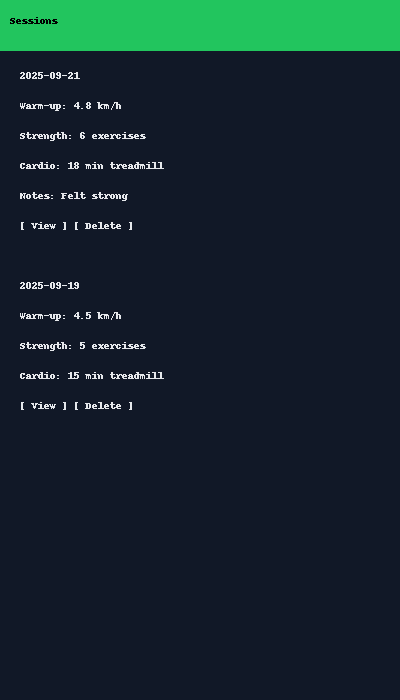 Sessions
2025-09-21
Warm-up: 4.8 km/h
Strength: 6 exercises
Cardio: 18 min treadmill
Notes: Felt strong
[ View ] [ Delete ]
2025-09-19
Warm-up: 4.5 km/h
Strength: 5 exercises
Cardio: 15 min treadmill
[ View ] [ Delete ]